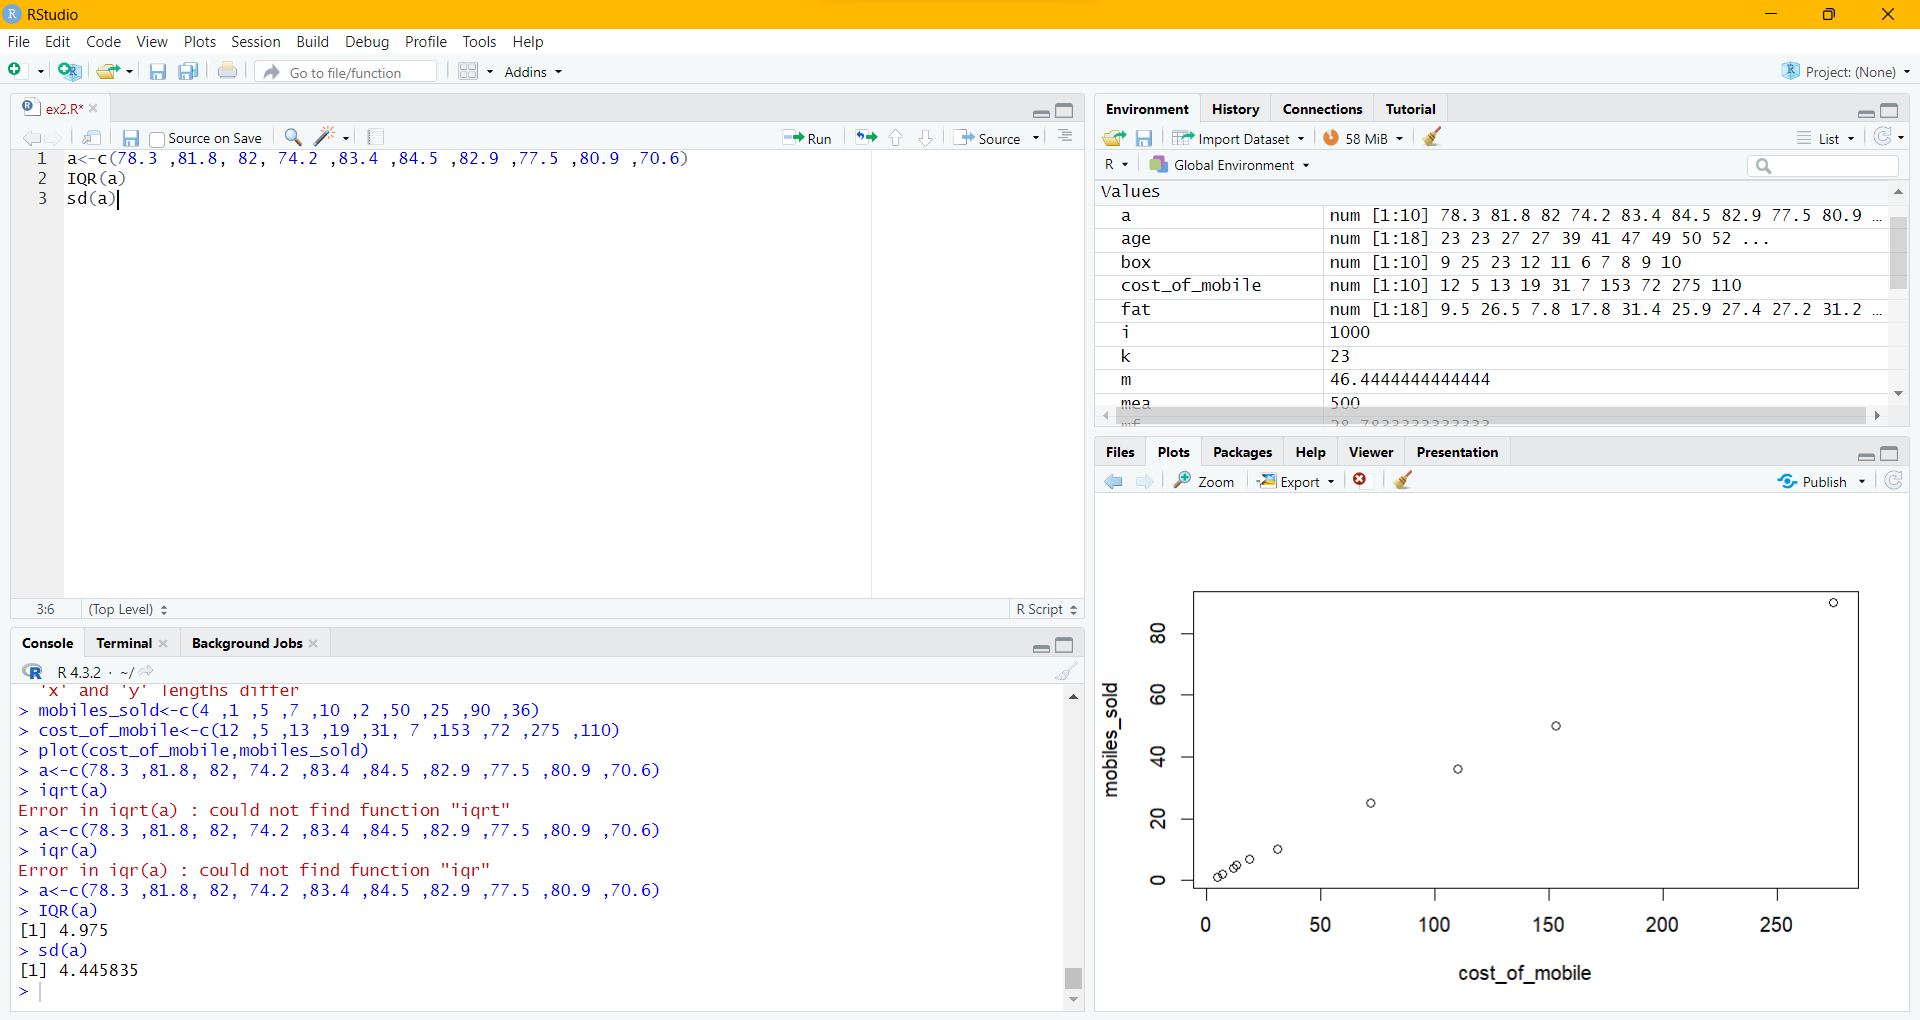 RStudio
File Edit Code View Plots Session Build Debug Profile Tools Help
Go to file/function Addins Project: (None)
ex2.R*
Source on Save Run Source
1 a<-c(78.3 ,81.8, 82, 74.2 ,83.4 ,84.5 ,82.9 ,77.5 ,80.9 ,70.6)
2 IQR(a)
3 sd(a)
3:6 (Top Level) R Script
Console Terminal Background Jobs
R 4.3.2 · ~/
'x' and 'y' lengths differ
> mobiles_sold<-c(4 ,1 ,5 ,7 ,10 ,2 ,50 ,25 ,90 ,36)
> cost_of_mobile<-c(12 ,5 ,13 ,19 ,31, 7 ,153 ,72 ,275 ,110)
> plot(cost_of_mobile,mobiles_sold)
> a<-c(78.3 ,81.8, 82, 74.2 ,83.4 ,84.5 ,82.9 ,77.5 ,80.9 ,70.6)
> iqrt(a)
Error in iqrt(a) : could not find function "iqrt"
> a<-c(78.3 ,81.8, 82, 74.2 ,83.4 ,84.5 ,82.9 ,77.5 ,80.9 ,70.6)
> iqr(a)
Error in iqr(a) : could not find function "iqr"
> a<-c(78.3 ,81.8, 82, 74.2 ,83.4 ,84.5 ,82.9 ,77.5 ,80.9 ,70.6)
> IQR(a)
[1] 4.975
> sd(a)
[1] 4.445835
>
Environment History Connections Tutorial
Import Dataset 58 MiB List
R Global Environment
Values
a num [1:10] 78.3 81.8 82 74.2 83.4 84.5 82.9 77.5 80.9 ...
age num [1:18] 23 23 27 27 39 41 47 49 50 52 ...
box num [1:10] 9 25 23 12 11 6 7 8 9 10
cost_of_mobile num [1:10] 12 5 13 19 31 7 153 72 275 110
fat num [1:18] 9.5 26.5 7.8 17.8 31.4 25.9 27.4 27.2 31.2 ...
i 1000
k 23
m 46.4444444444444
mea 500
Files Plots Packages Help Viewer Presentation
Zoom Export Publish
mobiles_sold
80
60
40
20
0
0 50 100 150 200 250
cost_of_mobile